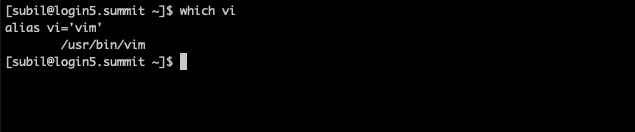 [subil@login5.summit ~]$ which vi
alias vi='vim'
        /usr/bin/vim
[subil@login5.summit ~]$